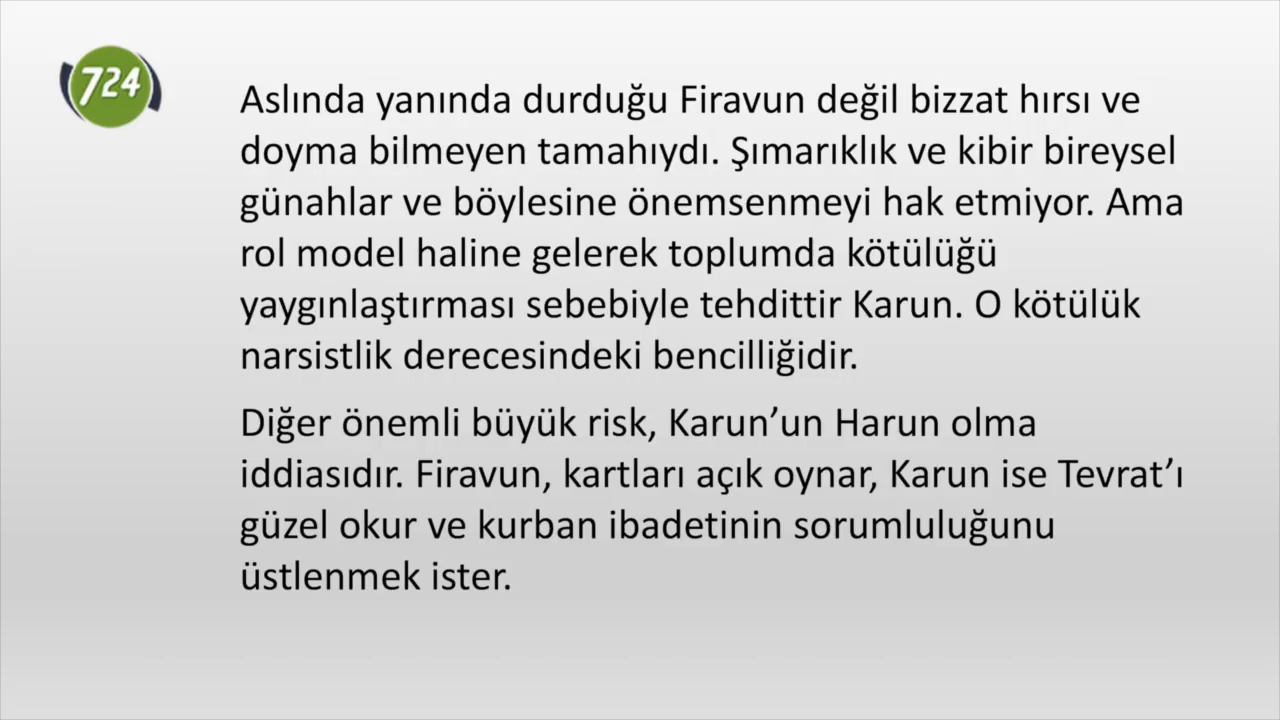 724
Aslında yanında durduğu Firavun değil bizzat hırsı ve
doyma bilmeyen tamahıydı. Şımarıklık ve kibir bireysel
günahlar ve böylesine önemsenmeyi hak etmiyor. Ama
rol model haline gelerek toplumda kötülüğü
yaygınlaştırması sebebiyle tehdittir Karun. O kötülük
narsistlik derecesindeki bencilliğidir.
Diğer önemli büyük risk, Karun’un Harun olma
iddiasıdır. Firavun, kartları açık oynar, Karun ise Tevrat’ı
güzel okur ve kurban ibadetinin sorumluluğunu
üstlenmek ister.